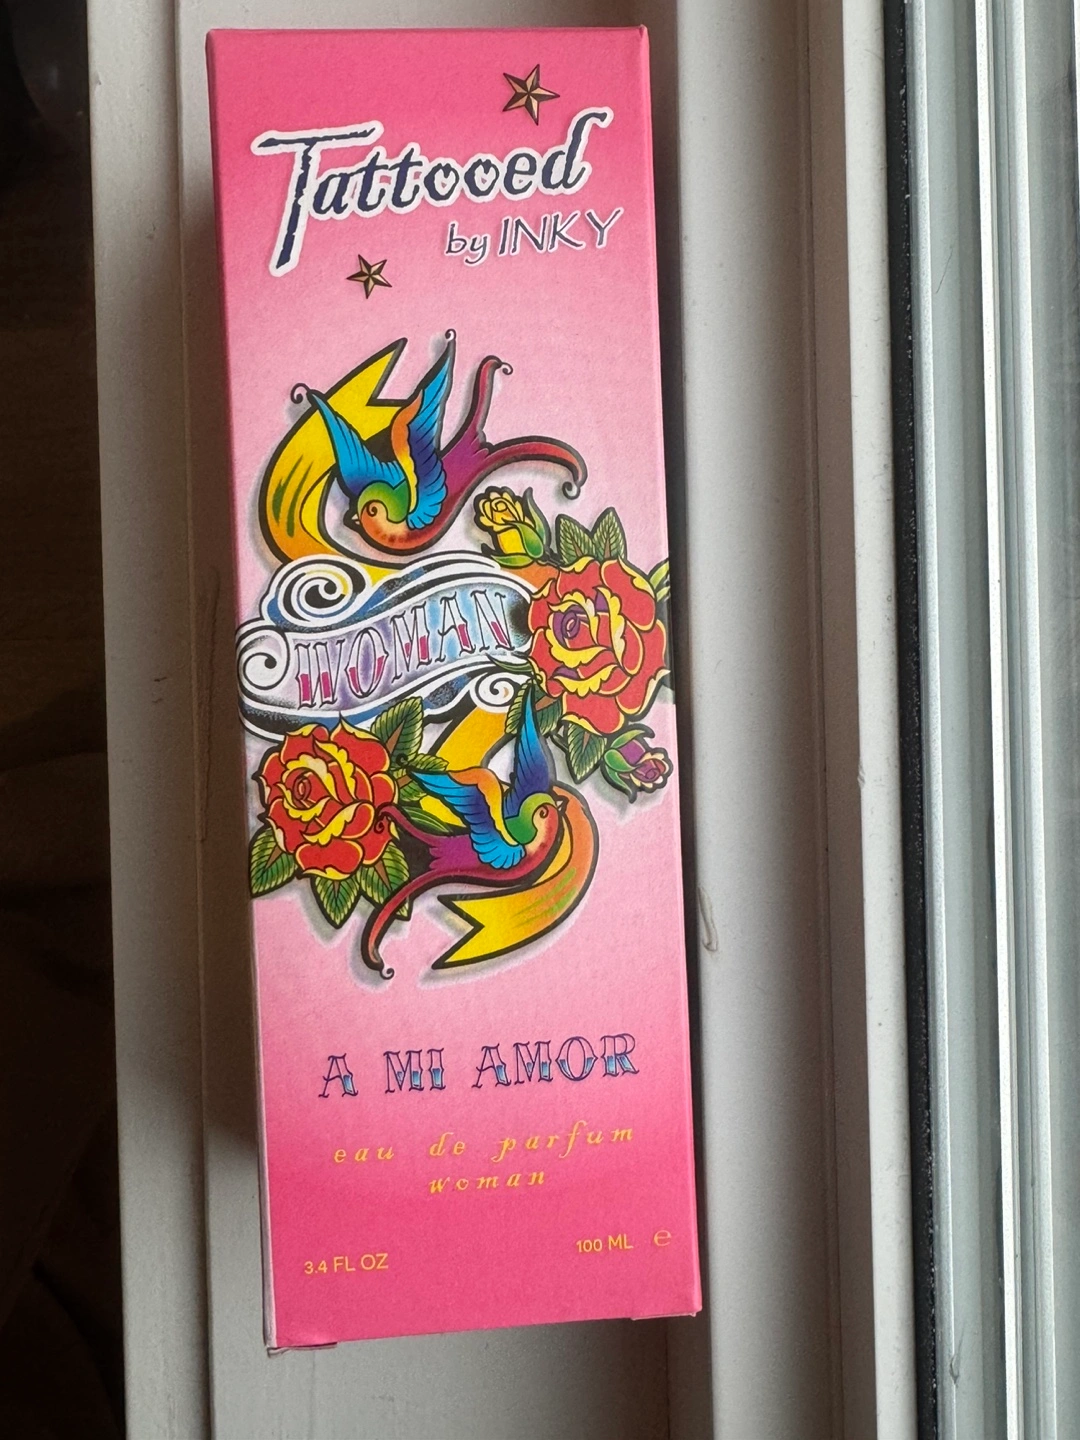 Tattooed
by INKY
WOMAN
A MI AMOR
eau de parfum
woman
3.4 FL OZ 100 ML ℮